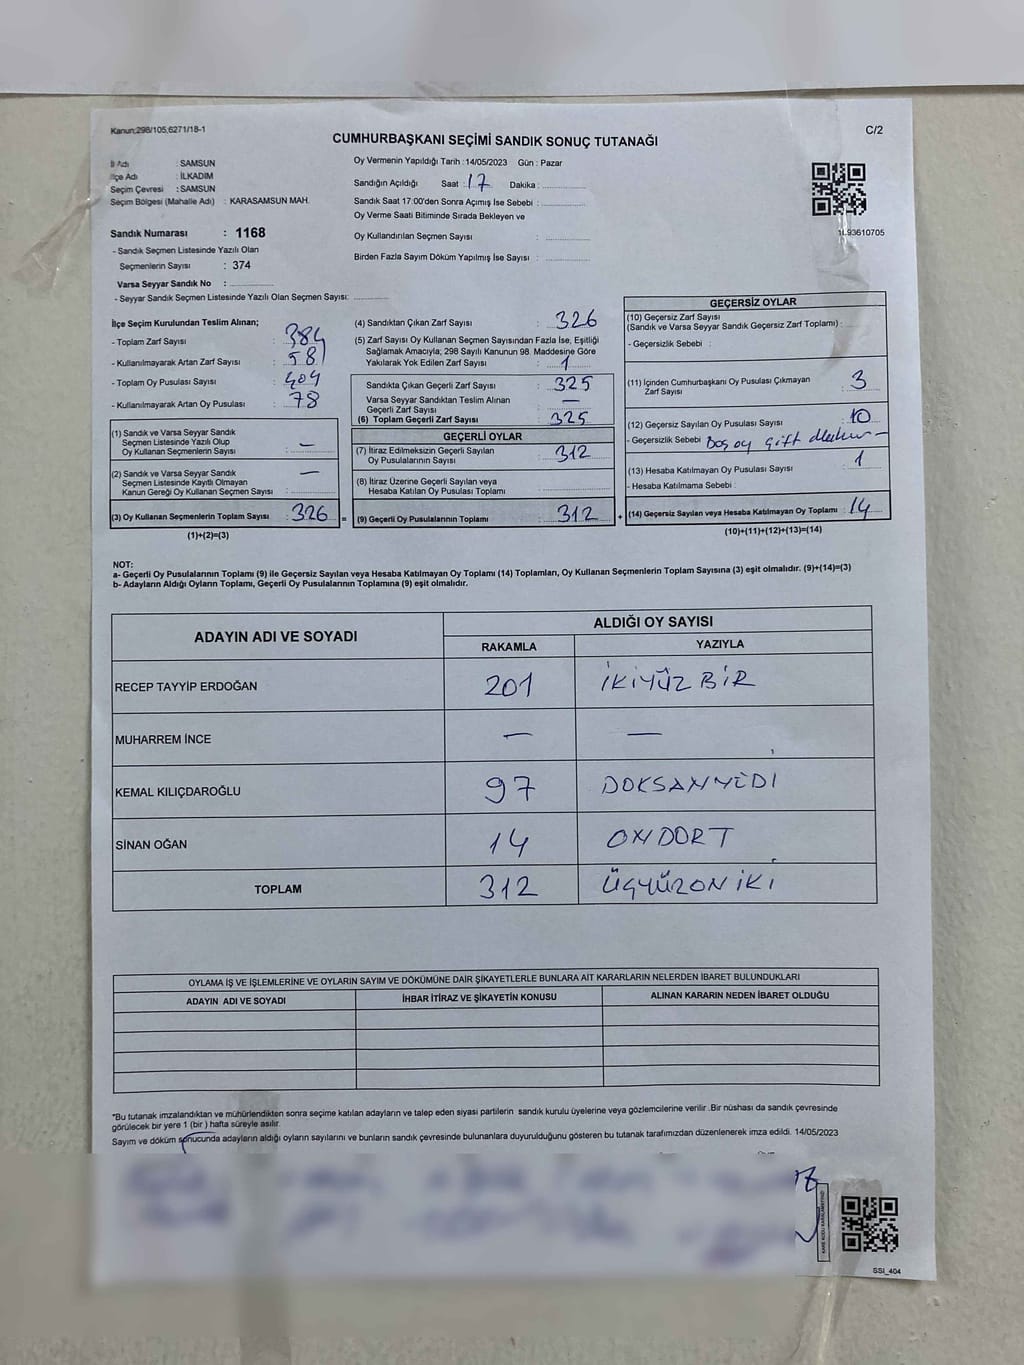 Kanun:298/105,6271/18-1
C/2
CUMHURBAŞKANI SEÇİMİ SANDIK SONUÇ TUTANAĞI
İl Adı : SAMSUN
İlçe Adı : İLKADIM
Seçim Çevresi : SAMSUN
Seçim Bölgesi (Mahalle Adı) : KARASAMSUN MAH.
Sandık Numarası : 1168
- Sandık Seçmen Listesinde Yazılı Olan
Seçmenlerin Sayısı : 374
Varsa Seyyar Sandık No :
- Seyyar Sandık Seçmen Listesinde Yazılı Olan Seçmen Sayısı:
Oy Vermenin Yapıldığı Tarih : 14/05/2023 Gün : Pazar
Sandığın Açıldığı Saat : 17 Dakika :
Sandık Saat 17:00'den Sonra Açımış İse Sebebi :
Oy Verme Saati Bitiminde Sırada Bekleyen ve
Oy Kullandırılan Seçmen Sayısı :
Birden Fazla Sayım Döküm Yapılmış İse Sayısı :
93610705
İlçe Seçim Kurulundan Teslim Alınan;
- Toplam Zarf Sayısı : 384
- Kullanılmayarak Artan Zarf Sayısı : 58
- Toplam Oy Pusulası Sayısı : 404
- Kullanılmayarak Artan Oy Pusulası : 78
(1) Sandık ve Varsa Seyyar Sandık
Seçmen Listesinde Yazılı Olup
Oy Kullanan Seçmenlerin Sayısı : —
(2) Sandık ve Varsa Seyyar Sandık
Seçmen Listesinde Kayıtlı Olmayan
Kanun Gereği Oy Kullanan Seçmen Sayısı : —
(3) Oy Kullanan Seçmenlerin Toplam Sayısı : 326 =
(1)+(2)=(3)
(4) Sandıktan Çıkan Zarf Sayısı : 326
(5) Zarf Sayısı Oy Kullanan Seçmen Sayısından Fazla İse, Eşitliği
Sağlamak Amacıyla; 298 Sayılı Kanunun 98. Maddesine Göre
Yakılarak Yok Edilen Zarf Sayısı : 1
Sandıkta Çıkan Geçerli Zarf Sayısı : 325
Varsa Seyyar Sandıktan Teslim Alınan
Geçerli Zarf Sayısı : —
(6) Toplam Geçerli Zarf Sayısı : 325
GEÇERLİ OYLAR
(7) İtiraz Edilmeksizin Geçerli Sayılan
Oy Pusulalarının Sayısı : 312
(8) İtiraz Üzerine Geçerli Sayılan veya
Hesaba Katılan Oy Pusulası Toplamı :
(9) Geçerli Oy Pusulalarının Toplamı : 312 +
GEÇERSİZ OYLAR
(10) Geçersiz Zarf Sayısı
(Sandık ve Varsa Seyyar Sandık Geçersiz Zarf Toplamı) :
- Geçersizlik Sebebi :
(11) İçinden Cumhurbaşkanı Oy Pusulası Çıkmayan
Zarf Sayısı : 3
(12) Geçersiz Sayılan Oy Pusulası Sayısı : 10
- Geçersizlik Sebebi : Boş oy çift
(13) Hesaba Katılmayan Oy Pusulası Sayısı : 1
- Hesaba Katılmama Sebebi :
(14) Geçersiz Sayılan veya Hesaba Katılmayan Oy Toplamı : 14
(10)+(11)+(12)+(13)=(14)
NOT:
a- Geçerli Oy Pusulalarının Toplamı (9) ile Geçersiz Sayılan veya Hesaba Katılmayan Oy Toplamı (14) Toplamları, Oy Kullanan Seçmenlerin Toplam Sayısına (3) eşit olmalıdır. (9)+(14)=(3)
b- Adayların Aldığı Oyların Toplamı, Geçerli Oy Pusulalarının Toplamına (9) eşit olmalıdır.
ADAYIN ADI VE SOYADI
ALDIĞI OY SAYISI
RAKAMLA YAZIYLA
RECEP TAYYİP ERDOĞAN 201 İKİYÜZ BİR
MUHARREM İNCE — —
KEMAL KILIÇDAROĞLU 97 DOKSANYEDİ
SİNAN OĞAN 14 ONDORT
TOPLAM 312 ÜÇYÜZON İKİ
OYLAMA İŞ VE İŞLEMLERİNE VE OYLARIN SAYIM VE DÖKÜMÜNE DAİR ŞİKAYETLERLE BUNLARA AİT KARARLARIN NELERDEN İBARET BULUNDUKLARI
ADAYIN ADI VE SOYADI İHBAR İTİRAZ VE ŞİKAYETİN KONUSU ALINAN KARARIN NEDEN İBARET OLDUĞU
*Bu tutanak imzalandıktan ve mühürlendikten sonra seçime katılan adayların ve talep eden siyasi partilerin sandık kurulu üyelerine veya gözlemcilerine verilir .Bir nüshası da sandık çevresinde
görülecek bir yere 1 (bir ) hafta süreyle asılır.
Sayım ve döküm sonucunda adayların aldığı oyların sayılarını ve bunların sandık çevresinde bulunanlara duyurulduğunu gösteren bu tutanak tarafımızdan düzenlenerek imza edildi. 14/05/2023
SSI_404